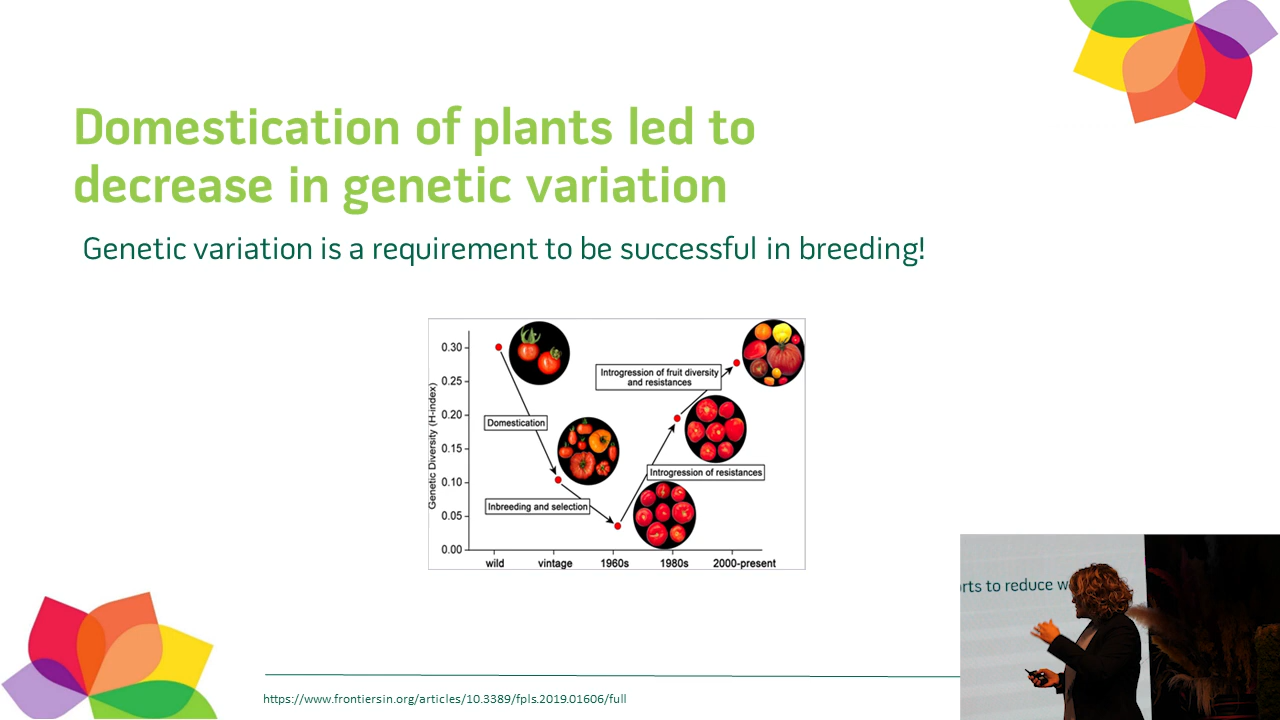 Domestication of plants led to
decrease in genetic variation
Genetic variation is a requirement to be successful in breeding!
Genetic Diversity (H-index)
0.30
0.25
0.20
0.15
0.10
0.05
0.00
Domestication
Inbreeding and selection
Introgression of fruit diversity
and resistances
Introgression of resistances
wild vintage 1960s 1980s 2000-present
orts to reduce w
https://www.frontiersin.org/articles/10.3389/fpls.2019.01606/full